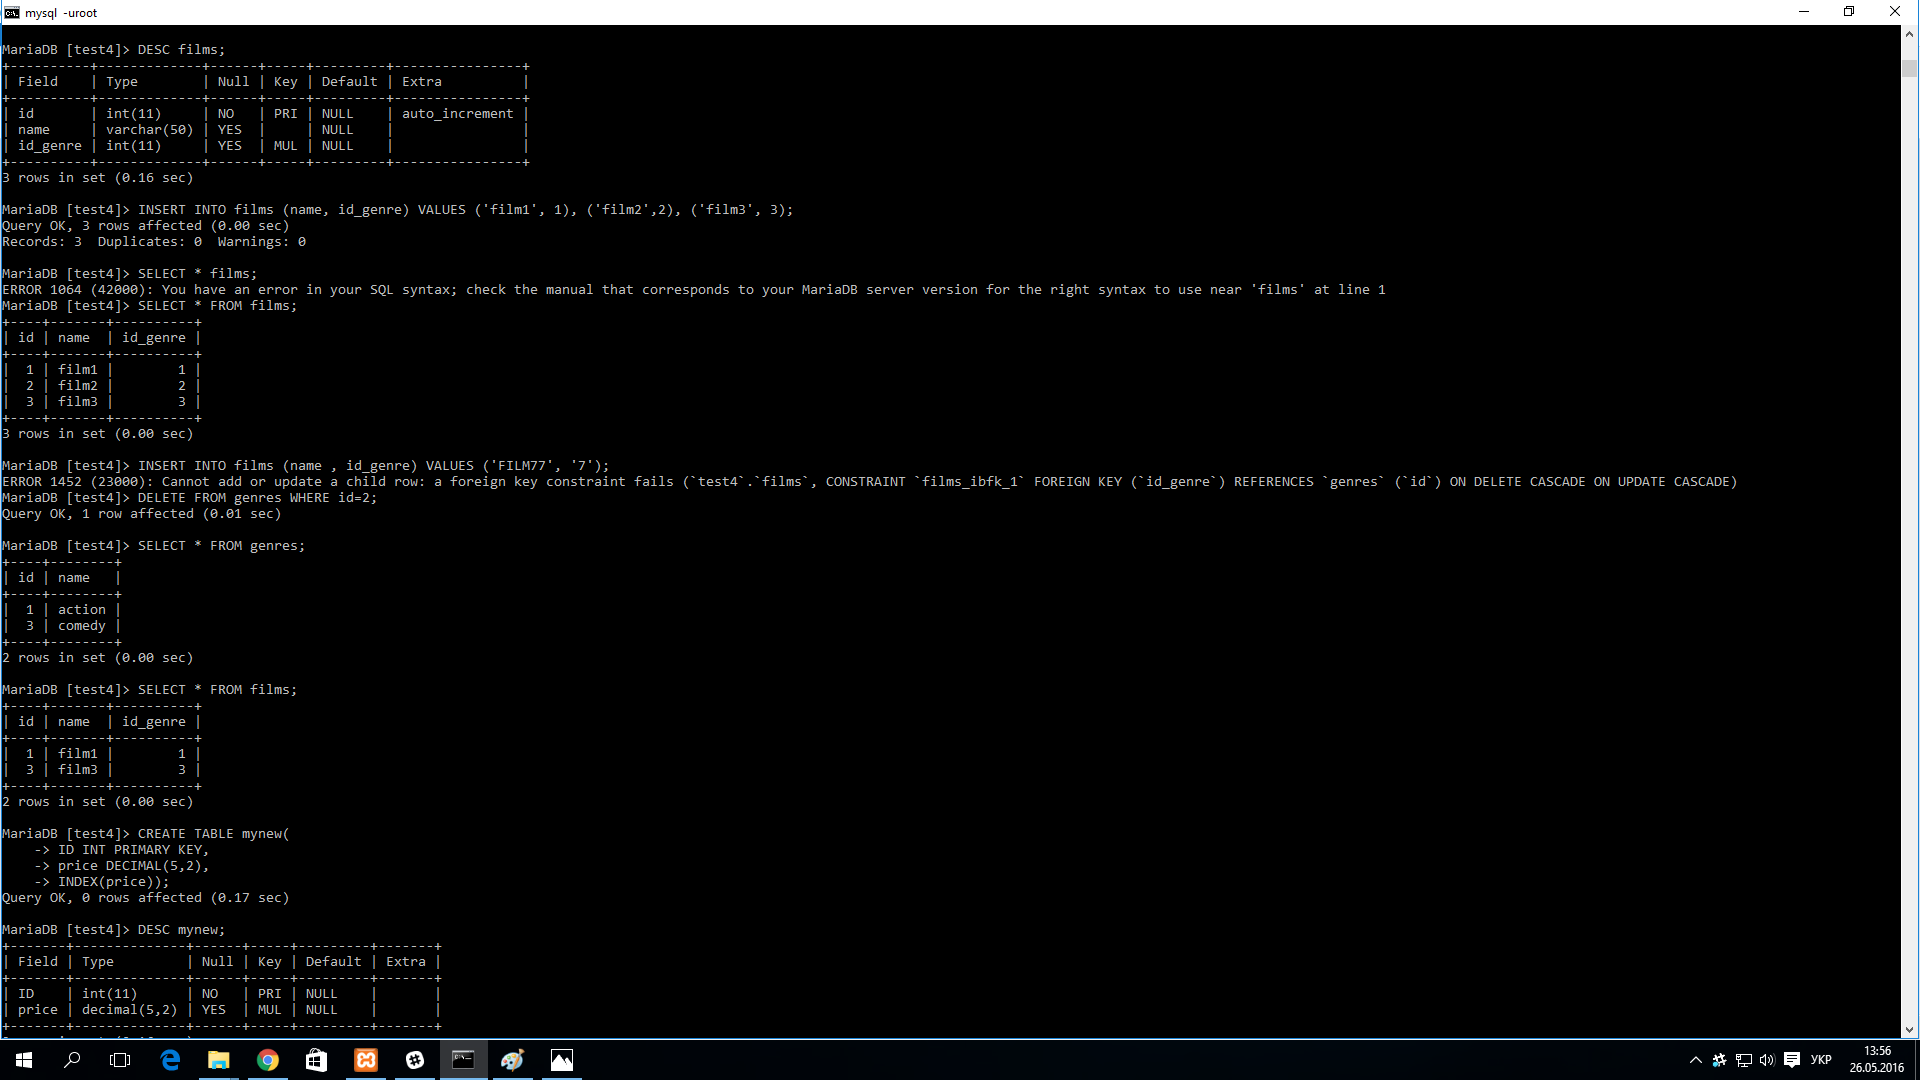 mysql -uroot
MariaDB [test4]> DESC films;
+----------+-------------+------+-----+---------+----------------+
| Field    | Type        | Null | Key | Default | Extra          |
+----------+-------------+------+-----+---------+----------------+
| id       | int(11)     | NO   | PRI | NULL    | auto_increment |
| name     | varchar(50) | YES  |     | NULL    |                |
| id_genre | int(11)     | YES  | MUL | NULL    |                |
+----------+-------------+------+-----+---------+----------------+
3 rows in set (0.16 sec)
MariaDB [test4]> INSERT INTO films (name, id_genre) VALUES ('film1', 1), ('film2',2), ('film3', 3);
Query OK, 3 rows affected (0.00 sec)
Records: 3  Duplicates: 0  Warnings: 0
MariaDB [test4]> SELECT * films;
ERROR 1064 (42000): You have an error in your SQL syntax; check the manual that corresponds to your MariaDB server version for the right syntax to use near 'films' at line 1
MariaDB [test4]> SELECT * FROM films;
+----+-------+----------+
| id | name  | id_genre |
+----+-------+----------+
|  1 | film1 |        1 |
|  2 | film2 |        2 |
|  3 | film3 |        3 |
+----+-------+----------+
3 rows in set (0.00 sec)
MariaDB [test4]> INSERT INTO films (name , id_genre) VALUES ('FILM77', '7');
ERROR 1452 (23000): Cannot add or update a child row: a foreign key constraint fails (`test4`.`films`, CONSTRAINT `films_ibfk_1` FOREIGN KEY (`id_genre`) REFERENCES `genres` (`id`) ON DELETE CASCADE ON UPDATE CASCADE)
MariaDB [test4]> DELETE FROM genres WHERE id=2;
Query OK, 1 row affected (0.01 sec)
MariaDB [test4]> SELECT * FROM genres;
+----+--------+
| id | name   |
+----+--------+
|  1 | action |
|  3 | comedy |
+----+--------+
2 rows in set (0.00 sec)
MariaDB [test4]> SELECT * FROM films;
+----+-------+----------+
| id | name  | id_genre |
+----+-------+----------+
|  1 | film1 |        1 |
|  3 | film3 |        3 |
+----+-------+----------+
2 rows in set (0.00 sec)
MariaDB [test4]> CREATE TABLE mynew(
    -> ID INT PRIMARY KEY,
    -> price DECIMAL(5,2),
    -> INDEX(price));
Query OK, 0 rows affected (0.17 sec)
MariaDB [test4]> DESC mynew;
+-------+--------------+------+-----+---------+-------+
| Field | Type         | Null | Key | Default | Extra |
+-------+--------------+------+-----+---------+-------+
| ID    | int(11)      | NO   | PRI | NULL    |       |
| price | decimal(5,2) | YES  | MUL | NULL    |       |
+-------+--------------+------+-----+---------+-------+
УКР
13:56
26.05.2016